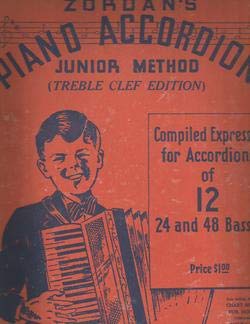 ZORDAN'S
PIANO ACCORDION
JUNIOR METHOD
(TREBLE CLEF EDITION)
Compiled Express
for Accordion
of
12
24 and 48 Bass
Price $1.00